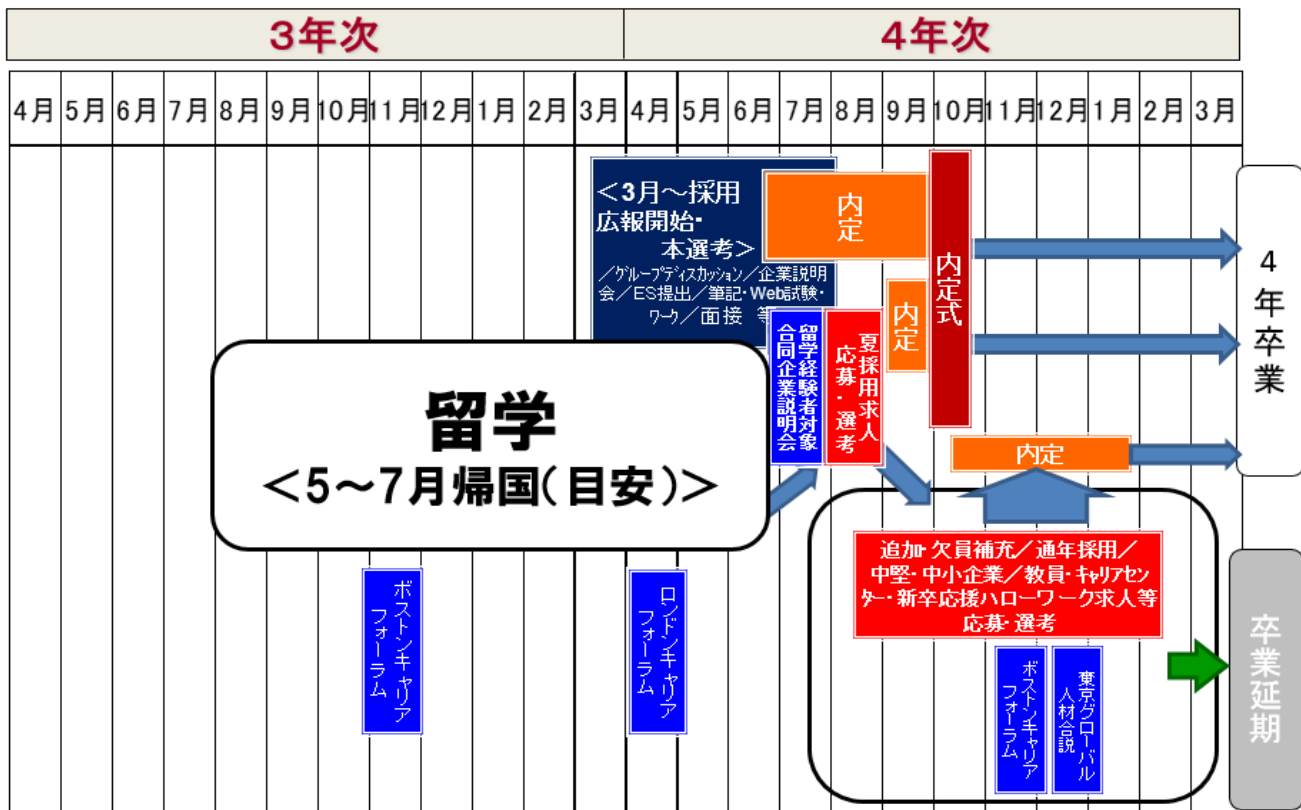 3年次
4年次
4月 5月 6月 7月 8月 9月 10月 11月 12月 1月 2月 3月 4月 5月 6月 7月 8月 9月 10月 11月 12月 1月 2月 3月
<3月～採用
広報開始・
本選考>
／グループディスカッション／企業説明
会／ES提出／筆記・Web試験・
ワーク／面接 等
内定
内定
内定式
留学経験者対象
合同企業説明会
夏採用求人
応募・選考
4年卒業
留学
<5～7月帰国(目安)>
内定
追加・欠員補充／通年採用／
中堅・中小企業／教員・キャリアセン
ター・新卒応援ハローワーク求人等
応募・選考
ボストンキャリア
フォーラム
ロンドンキャリア
フォーラム
ボストンキャリア
フォーラム
東京グローバル
人材合説
卒業延期